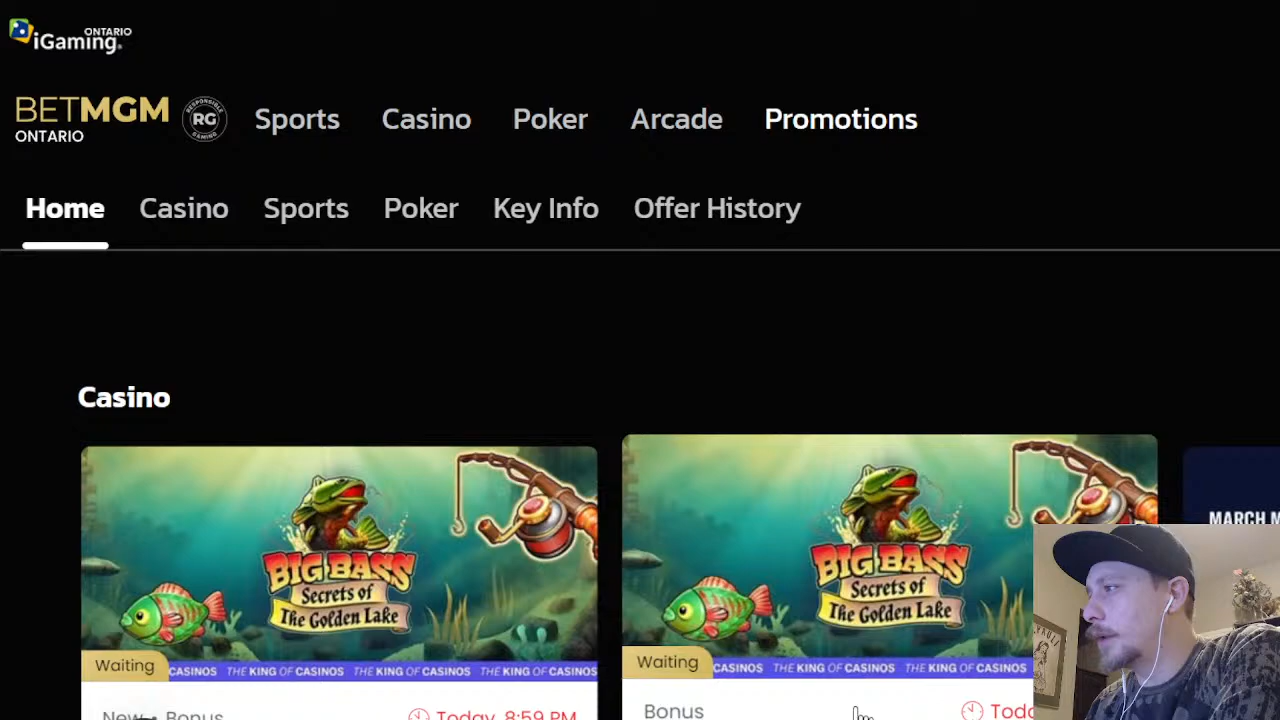 ONTARIO
iGaming
BETMGM
ONTARIO
RESPONSIBLE
RG
GAMING
Sports
Casino
Poker
Arcade
Promotions
Home
Casino
Sports
Poker
Key Info
Offer History
Casino
BIG BASS
Secrets of
The Golden Lake
Waiting
CASINOS THE KING OF CASINOS THE KING OF CASINOS THE KING OF CASINOS
Bonus
Today, 8:59 PM
BIG BASS
Secrets of
The Golden Lake
Waiting
CASINOS THE KING OF CASINOS THE KING
Bonus
MARCH